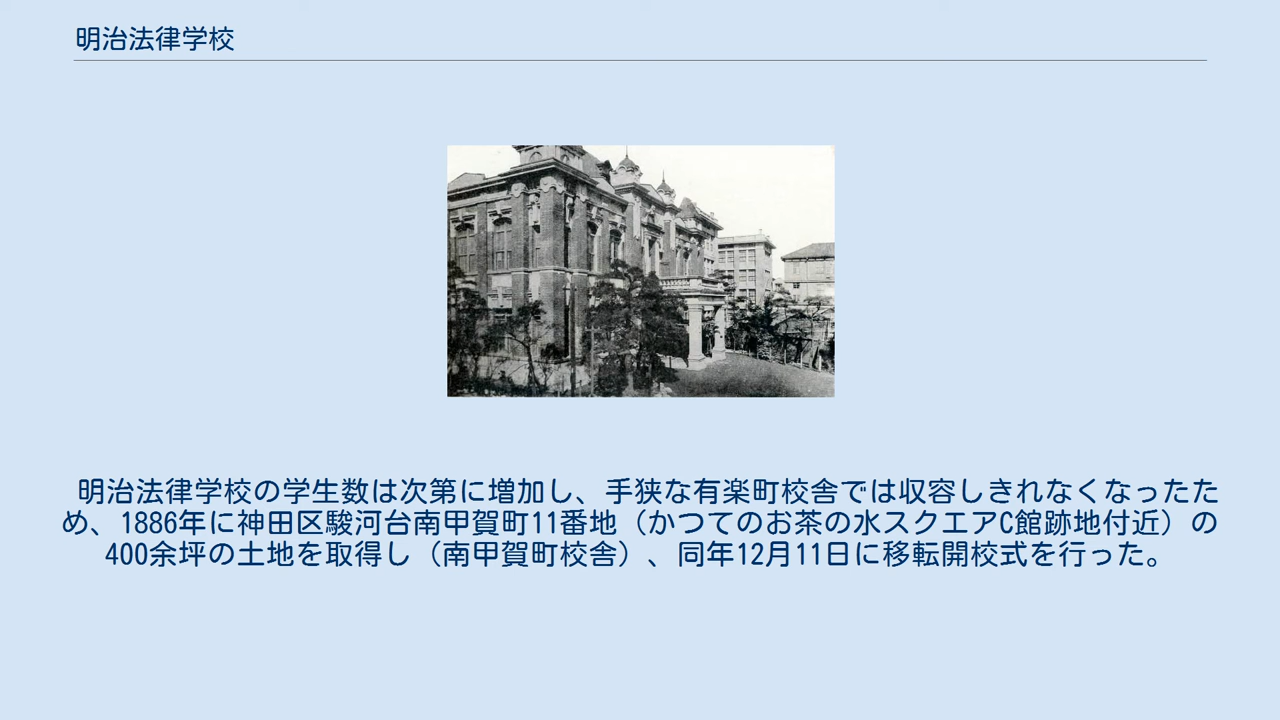 明治法律学校
明治法律学校の学生数は次第に増加し、手狭な有楽町校舎では収容しきれなくなったた
め、1886年に神田区駿河台南甲賀町11番地（かつてのお茶の水スクエアC館跡地付近）の
400余坪の土地を取得し（南甲賀町校舎）、同年12月11日に移転開校式を行った。